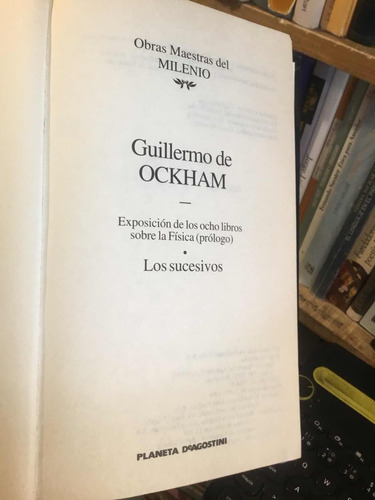 Obras Maestras del
MILENIO
Guillermo de
OCKHAM
—
Exposición de los ocho libros
sobre la Física (prólogo)
•
Los sucesivos
PLANETA DEAGOSTINI